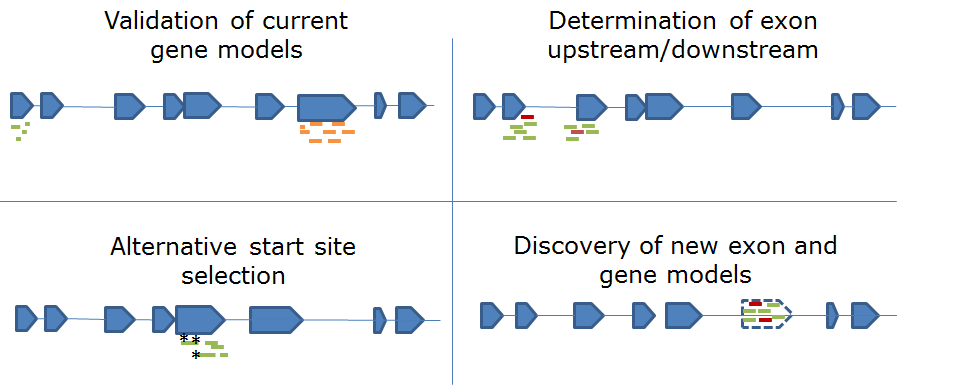 Validation of current
gene models
Determination of exon
upstream/downstream
Alternative start site
selection
**
*
Discovery of new exon and
gene models